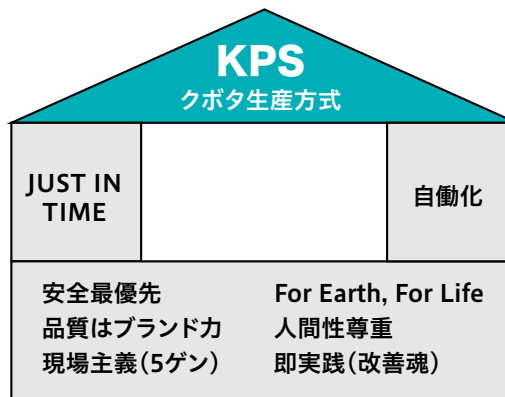 KPS
クボタ生産方式
JUST IN
TIME
自働化
安全最優先
品質はブランド力
現場主義(5ゲン)
For Earth, For Life
人間性尊重
即実践(改善魂)